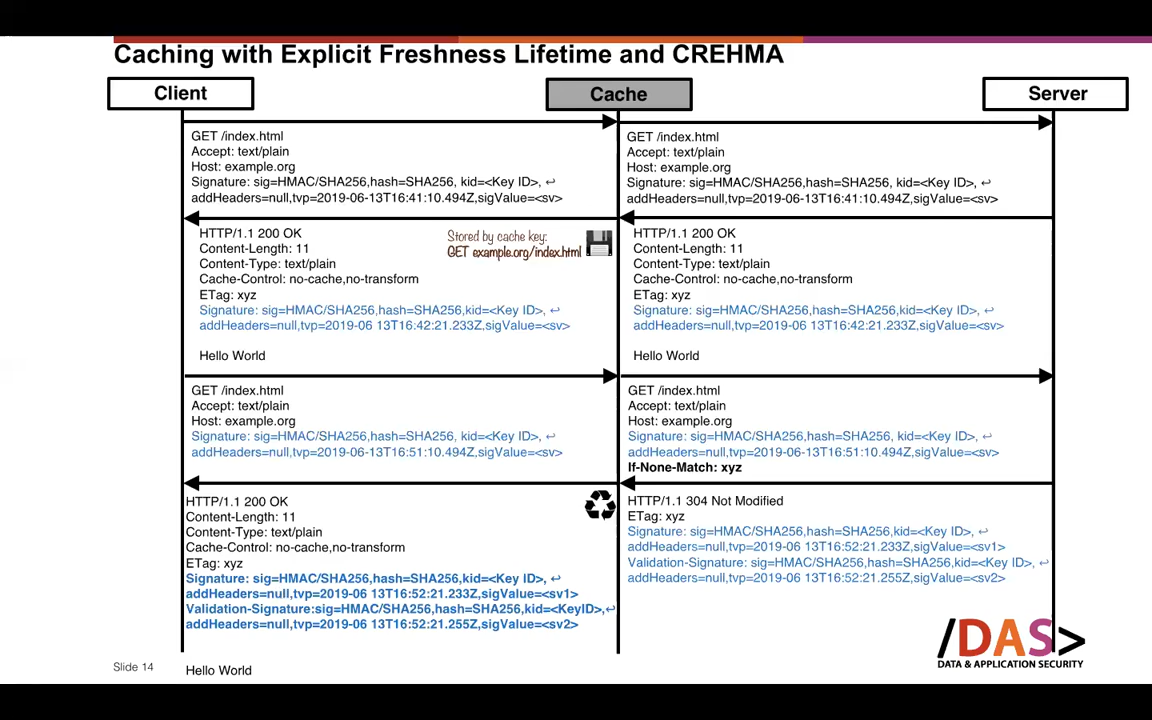 Caching with Explicit Freshness Lifetime and CREHMA
Client
Cache
Server
GET /index.html
Accept: text/plain
Host: example.org
Signature: sig=HMAC/SHA256,hash=SHA256, kid=<Key ID>, ↩
addHeaders=null,tvp=2019-06-13T16:41:10.494Z,sigValue=<sv>
GET /index.html
Accept: text/plain
Host: example.org
Signature: sig=HMAC/SHA256,hash=SHA256, kid=<Key ID>, ↩
addHeaders=null,tvp=2019-06-13T16:41:10.494Z,sigValue=<sv>
HTTP/1.1 200 OK
Content-Length: 11
Content-Type: text/plain
Cache-Control: no-cache,no-transform
ETag: xyz
Signature: sig=HMAC/SHA256,hash=SHA256,kid=<Key ID>, ↩
addHeaders=null,tvp=2019-06 13T16:42:21.233Z,sigValue=<sv>
Hello World
Stored by cache key:
GET example.org/index.html
HTTP/1.1 200 OK
Content-Length: 11
Content-Type: text/plain
Cache-Control: no-cache,no-transform
ETag: xyz
Signature: sig=HMAC/SHA256,hash=SHA256,kid=<Key ID>, ↩
addHeaders=null,tvp=2019-06 13T16:42:21.233Z,sigValue=<sv>
Hello World
GET /index.html
Accept: text/plain
Host: example.org
Signature: sig=HMAC/SHA256,hash=SHA256, kid=<Key ID>, ↩
addHeaders=null,tvp=2019-06-13T16:51:10.494Z,sigValue=<sv>
GET /index.html
Accept: text/plain
Host: example.org
Signature: sig=HMAC/SHA256,hash=SHA256, kid=<Key ID>, ↩
addHeaders=null,tvp=2019-06-13T16:51:10.494Z,sigValue=<sv>
If-None-Match: xyz
HTTP/1.1 200 OK
Content-Length: 11
Content-Type: text/plain
Cache-Control: no-cache,no-transform
ETag: xyz
Signature: sig=HMAC/SHA256,hash=SHA256,kid=<Key ID>, ↩
addHeaders=null,tvp=2019-06 13T16:52:21.233Z,sigValue=<sv1>
Validation-Signature:sig=HMAC/SHA256,hash=SHA256,kid=<KeyID>,↩
addHeaders=null,tvp=2019-06 13T16:52:21.255Z,sigValue=<sv2>
Hello World
HTTP/1.1 304 Not Modified
ETag: xyz
Signature: sig=HMAC/SHA256,hash=SHA256,kid=<Key ID>, ↩
addHeaders=null,tvp=2019-06 13T16:52:21.233Z,sigValue=<sv1>
Validation-Signature: sig=HMAC/SHA256,hash=SHA256,kid=<Key ID>, ↩
addHeaders=null,tvp=2019-06 13T16:52:21.255Z,sigValue=<sv2>
/DAS>
DATA & APPLICATION SECURITY
Slide 14